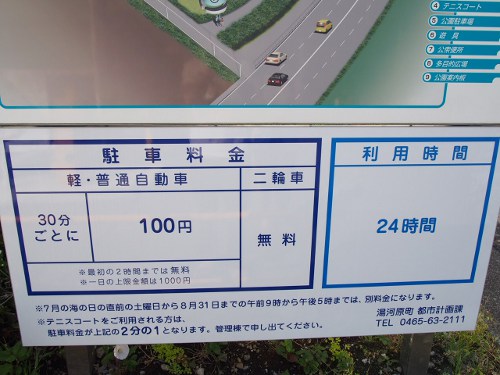 ④ テニスコート
⑤ 公園駐車場
⑥ 遊具
⑦ 公衆便所
⑧ 多目的広場
⑨ 公園案内板
駐車料金
軽・普通自動車
二輪車
30分
ごとに
100円
無料
※最初の2時間までは無料
※一日の上限金額は1000円
利用時間
24時間
※7月の海の日の直前の土曜日から8月31日までの午前9時から午後5時までは、別料金になります。
※テニスコートをご利用される方は、
駐車料金が上記の2分の1となります。管理棟で申し出てください。
湯河原町 都市計画課
TEL 0465-63-2111